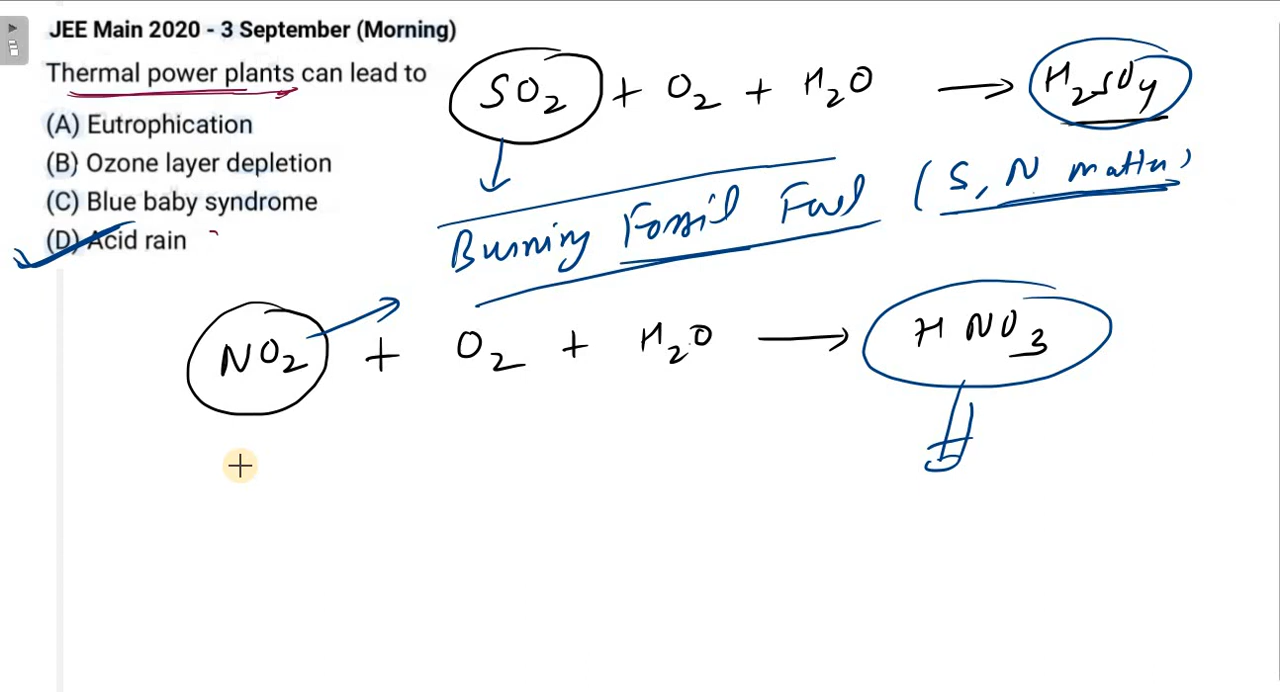 JEE Main 2020 - 3 September (Morning)
Thermal power plants can lead to
(A) Eutrophication
(B) Ozone layer depletion
(C) Blue baby syndrome
(D) Acid rain
SO2 + O2 + H2O → H2SO4
Burning Fossil Fuel (S, N matter)
NO2 + O2 + H2O → HNO3